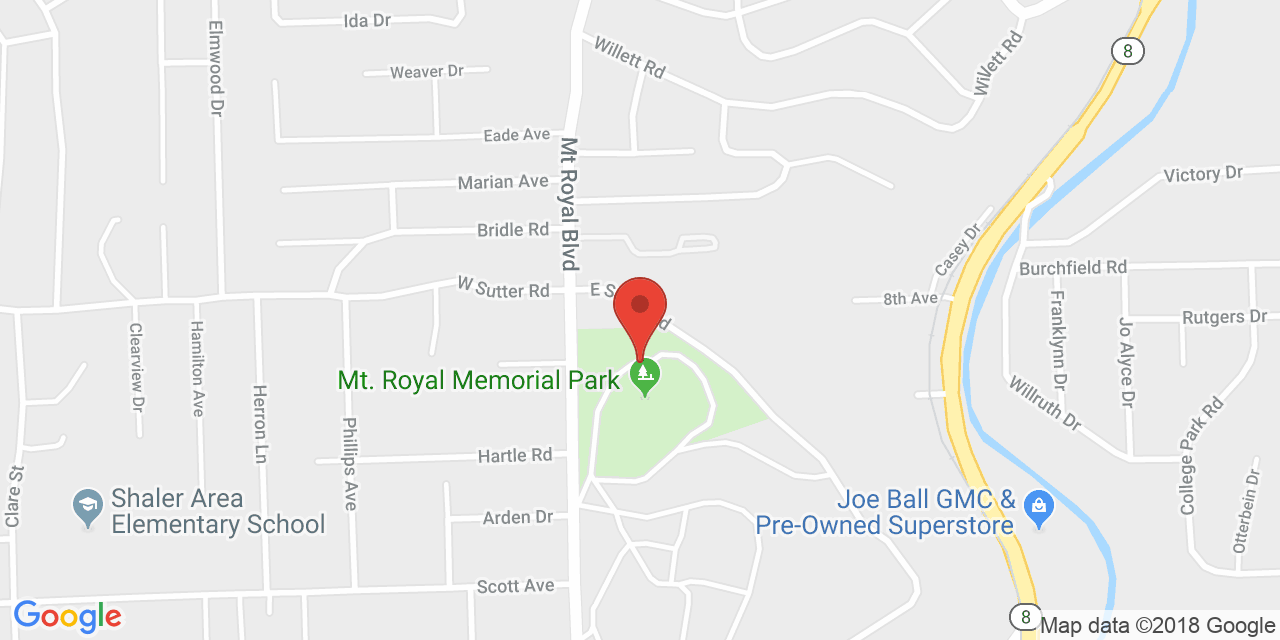 Ida Dr
Elmwood Dr
Weaver Dr
Willett Rd
Willett Rd
8
Eade Ave
Mt Royal Blvd
Marian Ave
Victory Dr
Bridle Rd
Casey Dr
Burchfield Rd
W Sutter Rd
E S
d
8th Ave
Franklynn Dr
Rutgers Dr
Jo Alyce Dr
Clearview Dr
Hamilton Ave
Herron Ln
Phillips Ave
Mt. Royal Memorial Park
Willruth Dr
College Park Rd
Hartle Rd
Clare St
Shaler Area
Elementary School
Arden Dr
Joe Ball GMC &
Pre-Owned Superstore
Otterbein Dr
Scott Ave
Google
8
Map data ©2018 Google